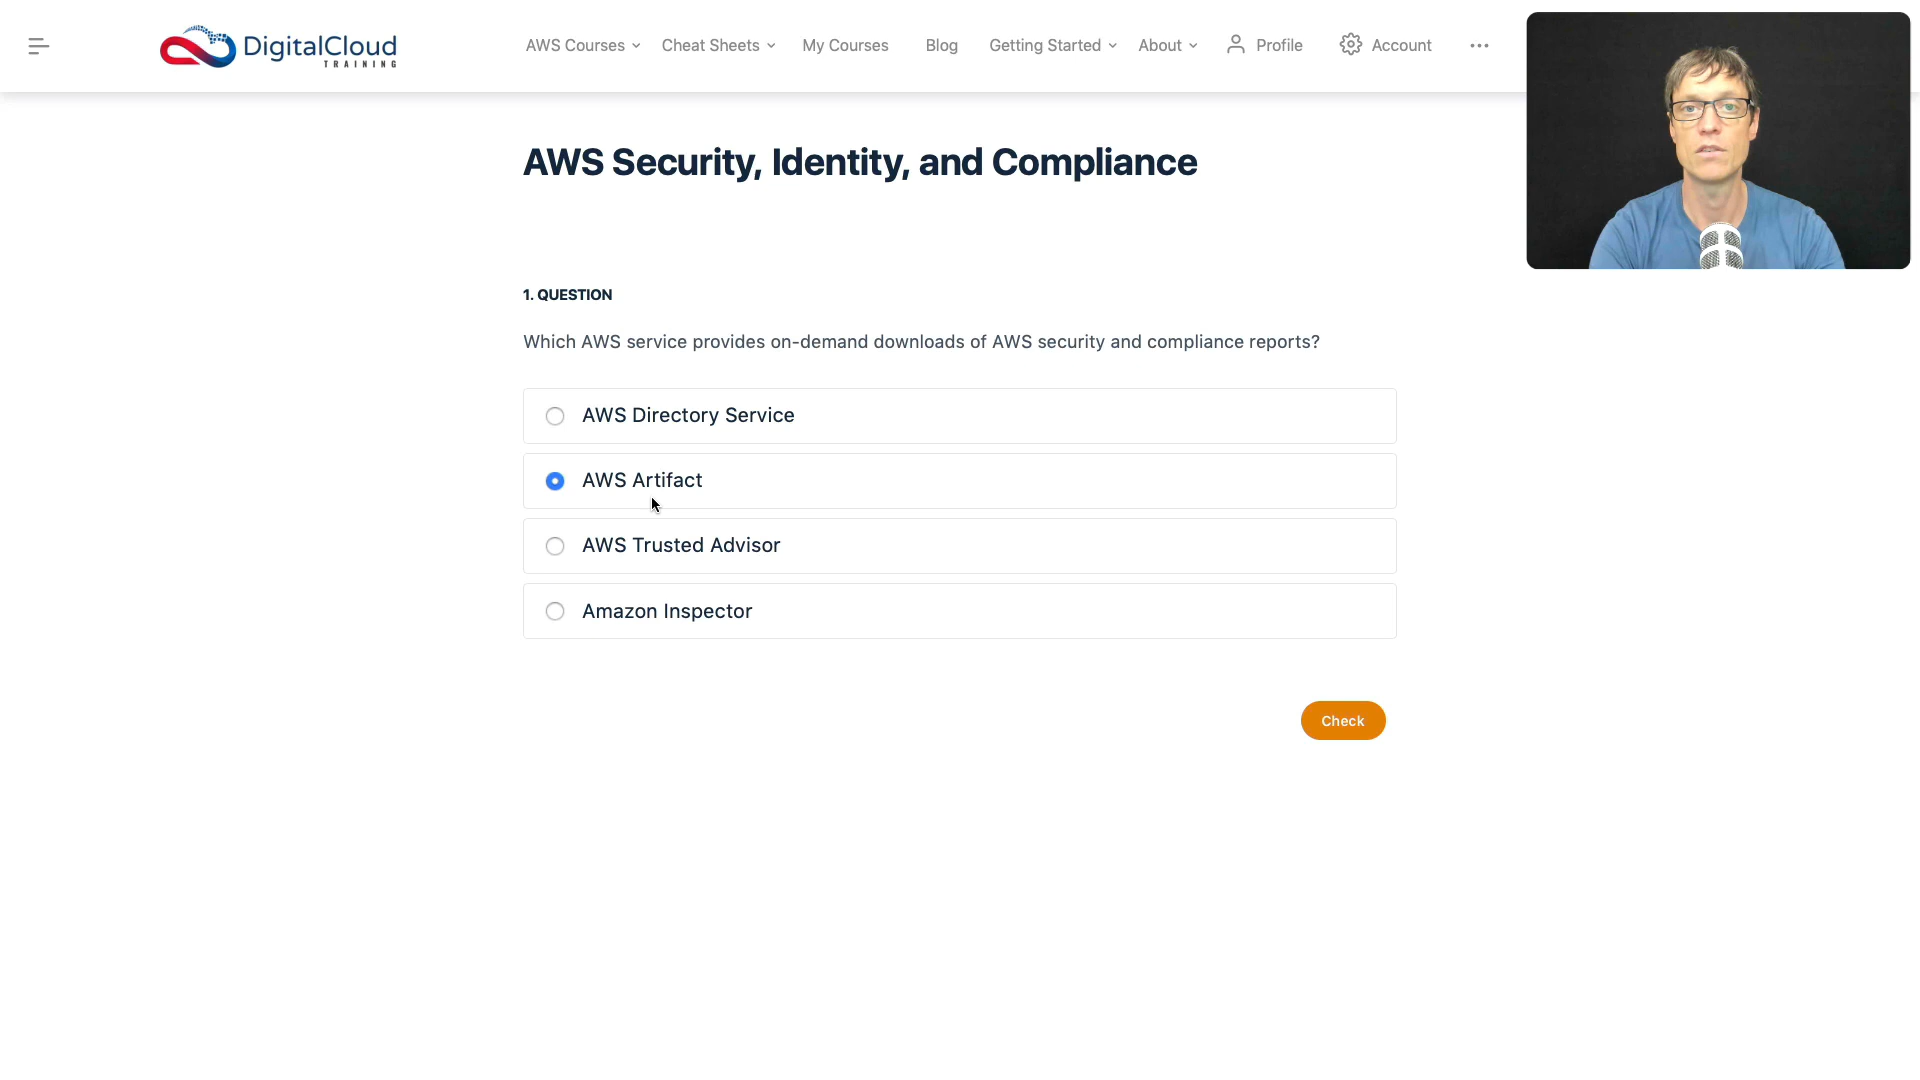 DigitalCloud
TRAINING
AWS Courses
Cheat Sheets
My Courses
Blog
Getting Started
About
Profile
Account
AWS Security, Identity, and Compliance
1. QUESTION
Which AWS service provides on-demand downloads of AWS security and compliance reports?
AWS Directory Service
AWS Artifact
AWS Trusted Advisor
Amazon Inspector
Check